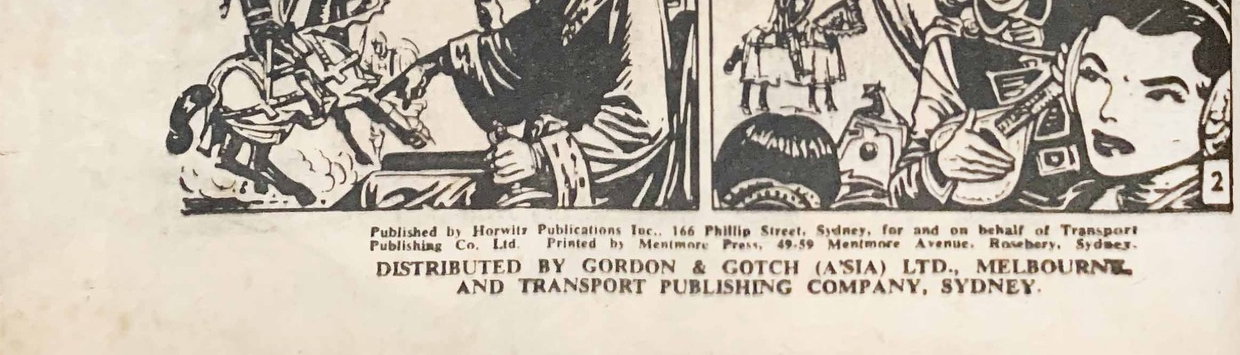 2
Published by Horwitz Publications Inc., 166 Phillip Street, Sydney, for and on behalf of Transport
Publishing Co. Ltd. Printed by Mentmore Press, 49-59 Mentmore Avenue, Rosebery, Sydney.
DISTRIBUTED BY GORDON & GOTCH (A'SIA) LTD., MELBOURNE
AND TRANSPORT PUBLISHING COMPANY, SYDNEY.